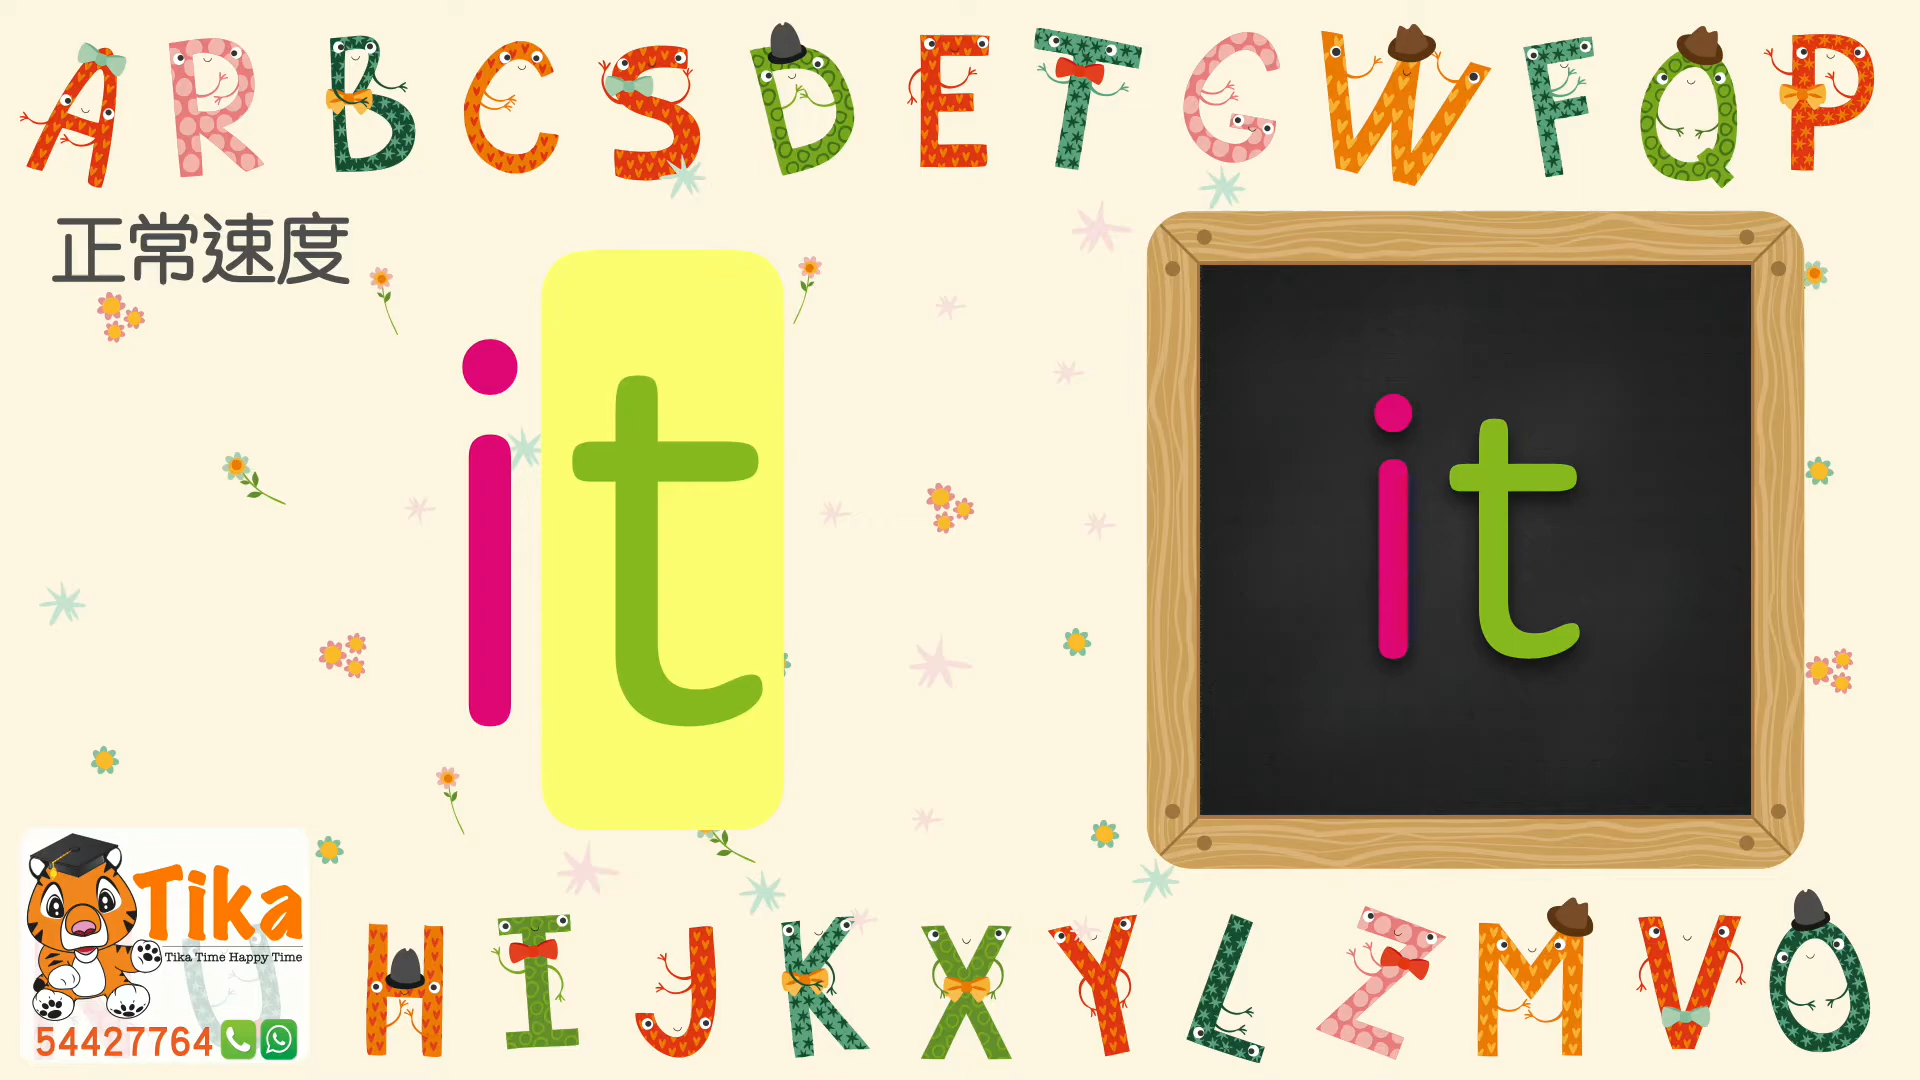 A R B C S D E T G W F Q P
正常速度
it
it
Tika
Tika Time Happy Time
54427764
U H I J K X Y L Z M V O